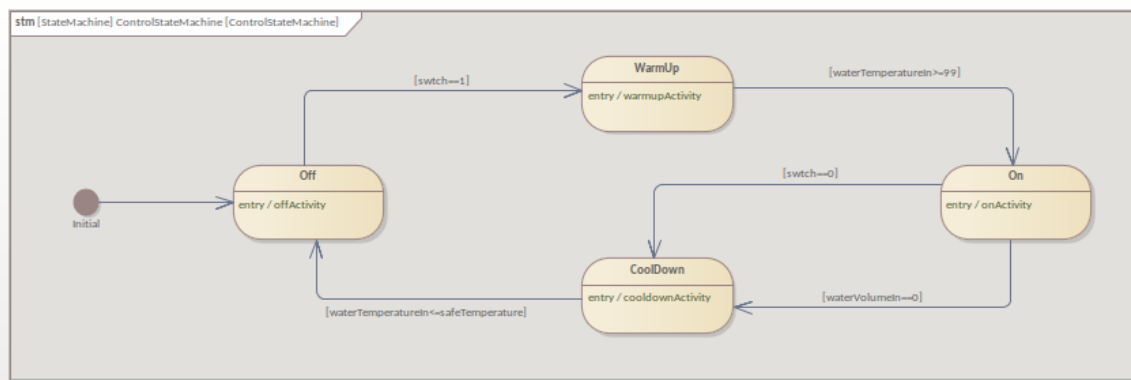 stm [StateMachine] ControlStateMachine [ControlStateMachine]
WarmUp
[swtch==1]
[waterTemperatureIn>=99]
entry / warmupActivity
Off
[swtch==0]
On
entry / offActivity
entry / onActivity
Initial
CoolDown
entry / cooldownActivity
[waterVolumeIn==0]
[waterTemperatureIn<=safeTemperature]